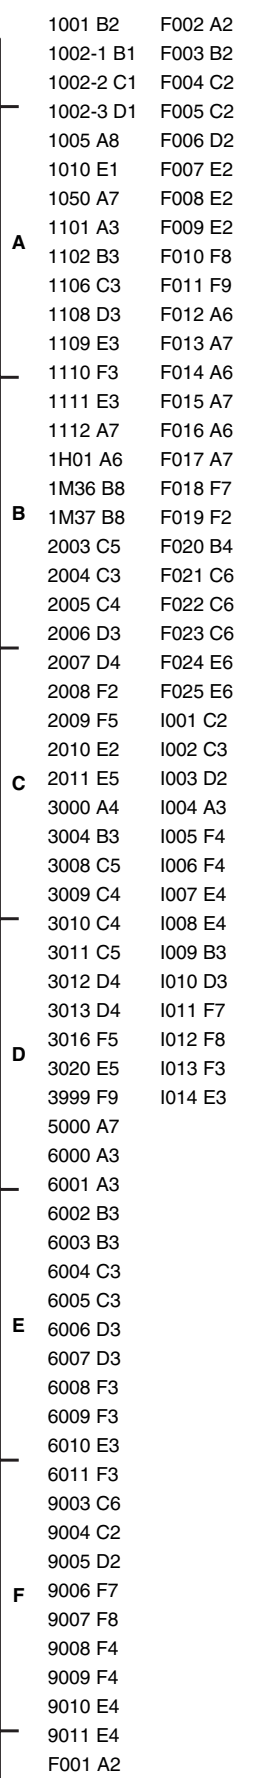 1001 B2
1002-1 B1
1002-2 C1
1002-3 D1
1005 A8
1010 E1
1050 A7
1101 A3
1102 B3
1106 C3
1108 D3
1109 E3
1110 F3
1111 E3
1112 A7
1H01 A6
1M36 B8
1M37 B8
2003 C5
2004 C3
2005 C4
2006 D3
2007 D4
2008 F2
2009 F5
2010 E2
2011 E5
3000 A4
3004 B3
3008 C5
3009 C4
3010 C4
3011 C5
3012 D4
3013 D4
3016 F5
3020 E5
3999 F9
5000 A7
6000 A3
6001 A3
6002 B3
6003 B3
6004 C3
6005 C3
6006 D3
6007 D3
6008 F3
6009 F3
6010 E3
6011 F3
9003 C6
9004 C2
9005 D2
9006 F7
9007 F8
9008 F4
9009 F4
9010 E4
9011 E4
F001 A2
F002 A2
F003 B2
F004 C2
F005 C2
F006 D2
F007 E2
F008 E2
F009 E2
F010 F8
F011 F9
F012 A6
F013 A7
F014 A6
F015 A7
F016 A6
F017 A7
F018 F7
F019 F2
F020 B4
F021 C6
F022 C6
F023 C6
F024 E6
F025 E6
I001 C2
I002 C3
I003 D2
I004 A3
I005 F4
I006 F4
I007 E4
I008 E4
I009 B3
I010 D3
I011 F7
I012 F8
I013 F3
I014 E3
A
B
C
D
E
F